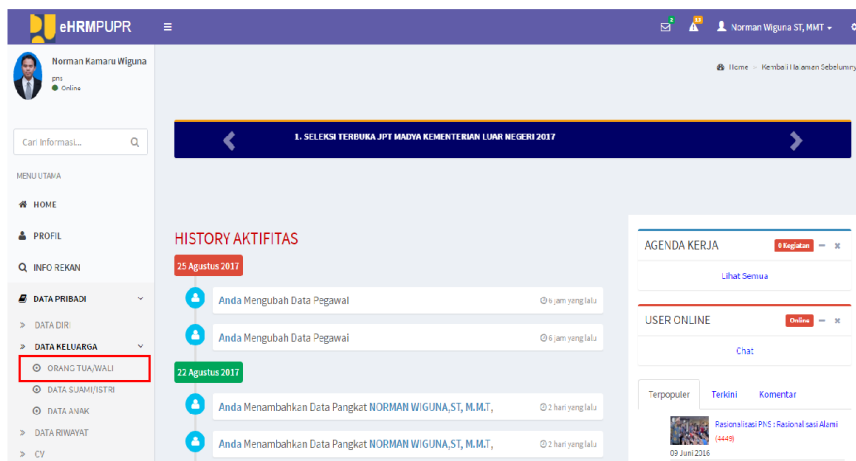 eHRMPUPR
2
10
Norman Wiguna ST, MMT
Norman Kamaru Wiguna
pns
Online
Home > Kembali Halaman Sebelumny
Cari Informasi...
1. SELEKSI TERBUKA JPT MADYA KEMENTERIAN LUAR NEGERI 2017
MENU UTAMA
HOME
PROFIL
INFO REKAN
DATA PRIBADI
DATA DIRI
DATA KELUARGA
ORANG TUA/WALI
DATA SUAMI/ISTRI
DATA ANAK
DATA RIWAYAT
CV
HISTORY AKTIFITAS
25 Agustus 2017
Anda Mengubah Data Pegawai 6 jam yang lalu
Anda Mengubah Data Pegawai 6 jam yang lalu
22 Agustus 2017
Anda Menambahkan Data Pangkat NORMAN WIGUNA,ST, M.M.T, 2 hari yang lalu
Anda Menambahkan Data Pangkat NORMAN WIGUNA,ST, M.M.T, 2 hari yang lalu
AGENDA KERJA 0 Kegiatan
Lihat Semua
USER ONLINE Online
Chat
Terpopuler Terkini Komentar
Rasionalisasi PNS : Rasionalisasi Alami
(4449)
09 Juni 2016